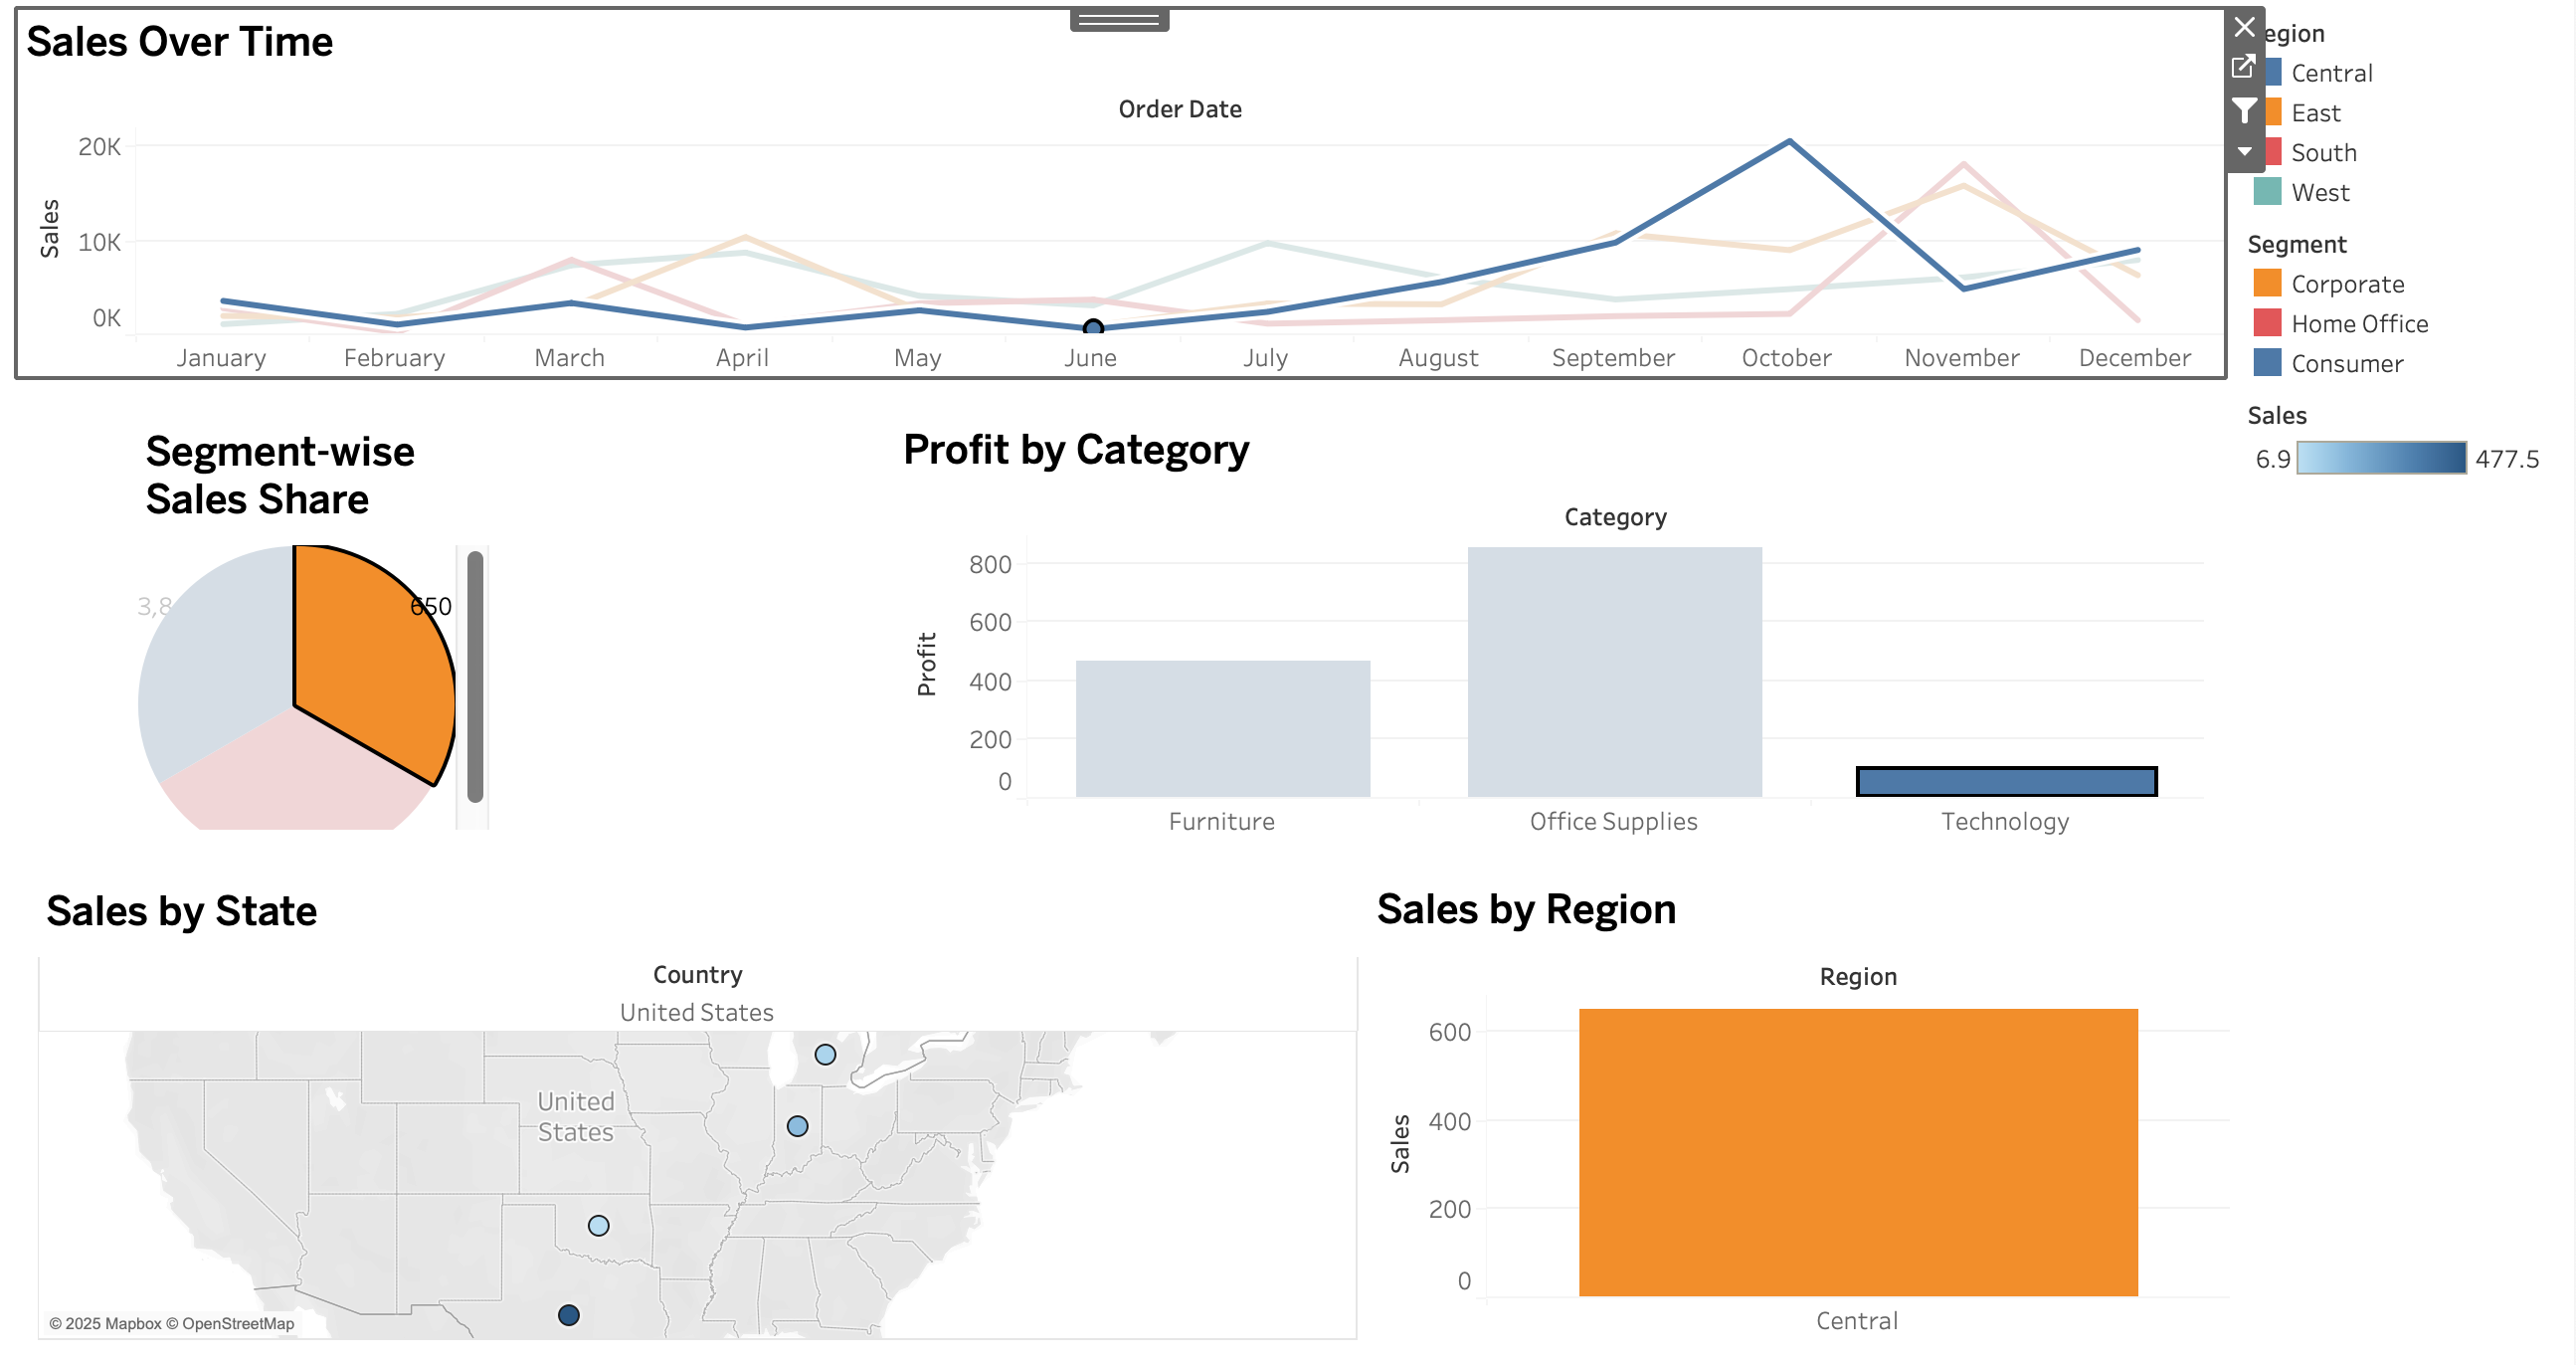 Sales Over Time
Order Date
Sales
20K
10K
0K
January February March April May June July August September October November December
egion
Central
East
South
West
Segment
Corporate
Home Office
Consumer
Sales
6.9 477.5
Segment-wise
Sales Share
3,8
650
Profit by Category
Category
Profit
800
600
400
200
0
Furniture Office Supplies Technology
Sales by State
Country
United States
United
States
© 2025 Mapbox © OpenStreetMap
Sales by Region
Region
Sales
600
400
200
0
Central